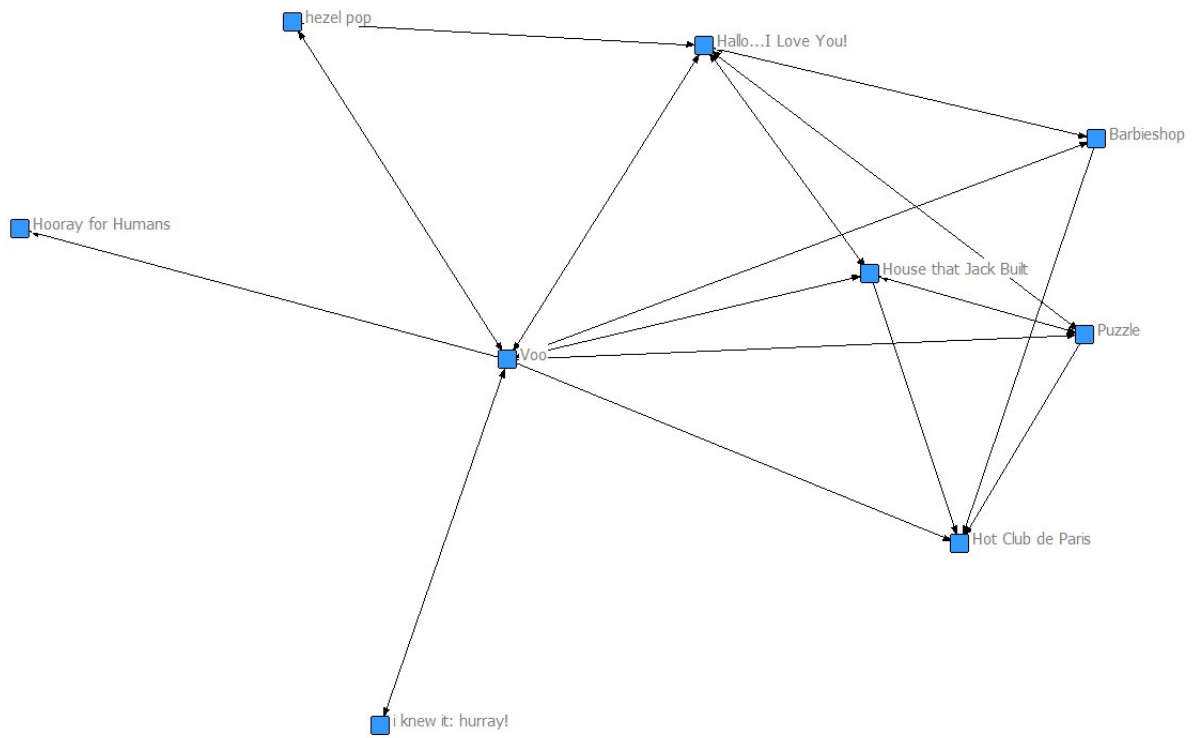 hezel pop
Hallo...I Love You!
Barbieshop
Hooray for Humans
House that Jack Built
Puzzle
Voo
Hot Club de Paris
i knew it: hurray!